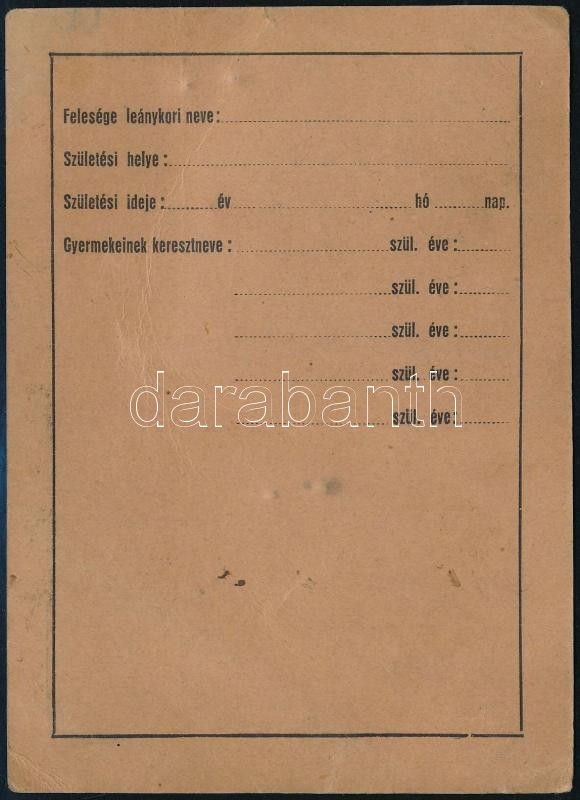 Felesége leánykori neve:
Születési helye:
Születési ideje: év hó nap.
Gyermekeinek keresztneve: szül. éve:
szül. éve:
szül. éve:
szül. éve:
darabanth
szül. éve: